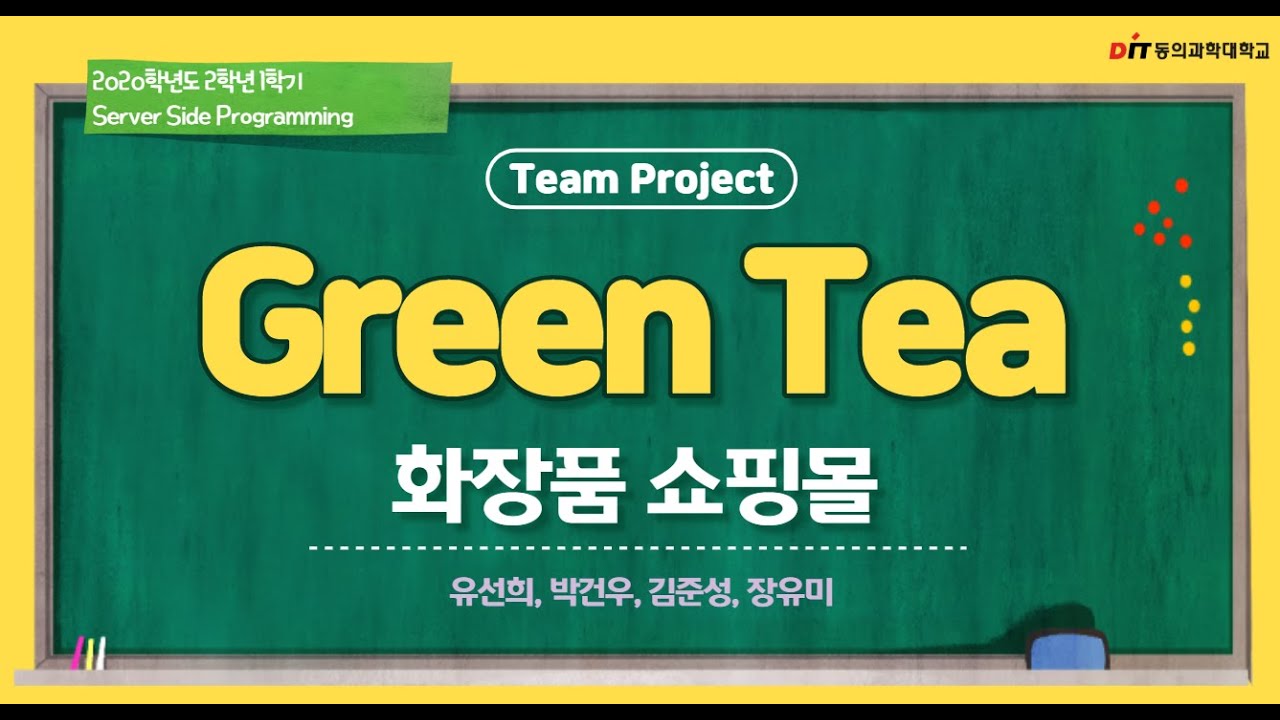 DIT 동의과학대학교
2020학년도 2학년 1학기
Server Side Programming
Team Project
Green Tea
화장품 쇼핑몰
유선희, 박건우, 김준성, 장유미